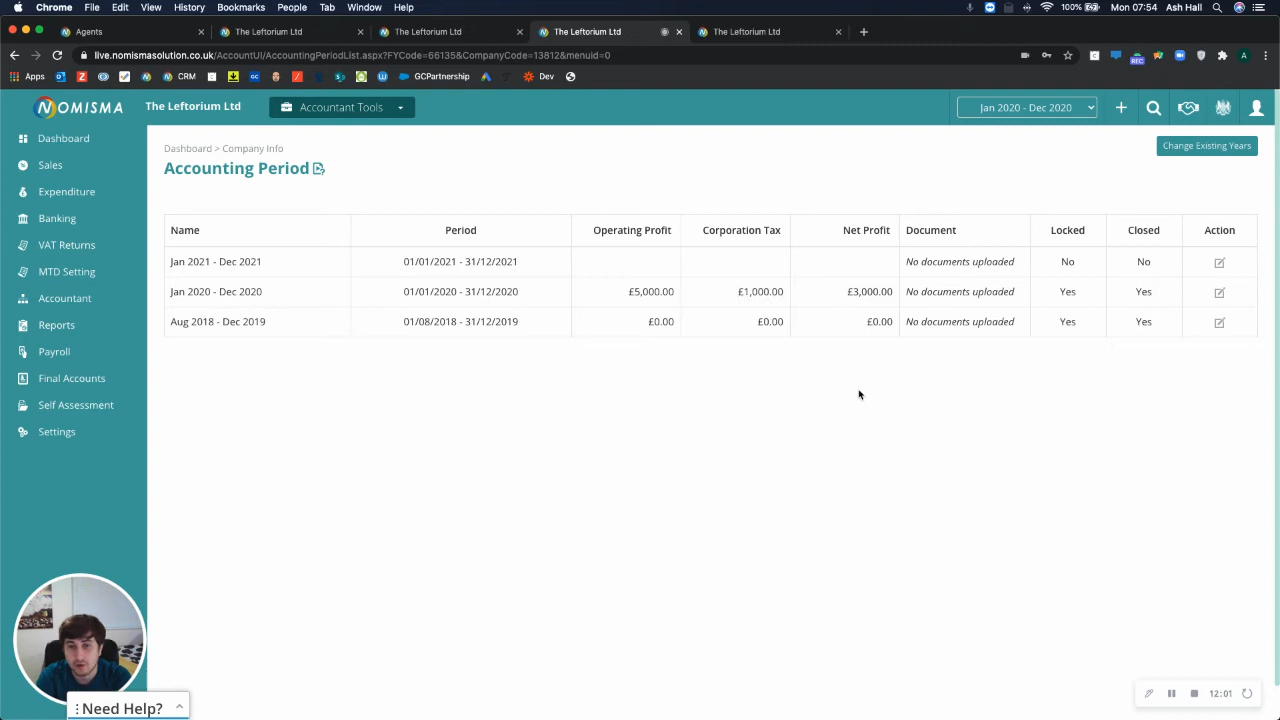 Chrome File Edit View History Bookmarks People Tab Window Help 100% Mon 07:54 Ash Hall
Agents The Leftorium Ltd The Leftorium Ltd The Leftorium Ltd The Leftorium Ltd
live.nomismasolution.co.uk/AccountUI/AccountingPeriodList.aspx?FYCode=66135&CompanyCode=13812&menuid=0
Apps CRM GCPartnership Dev
NOMISMA The Leftorium Ltd Accountant Tools Jan 2020 - Dec 2020
Dashboard
Sales
Expenditure
Banking
VAT Returns
MTD Setting
Accountant
Reports
Payroll
Final Accounts
Self Assessment
Settings
Dashboard > Company Info
Change Existing Years
Accounting Period
Name Period Operating Profit Corporation Tax Net Profit Document Locked Closed Action
Jan 2021 - Dec 2021 01/01/2021 - 31/12/2021 No documents uploaded No No
Jan 2020 - Dec 2020 01/01/2020 - 31/12/2020 £5,000.00 £1,000.00 £3,000.00 No documents uploaded Yes Yes
Aug 2018 - Dec 2019 01/08/2018 - 31/12/2019 £0.00 £0.00 £0.00 No documents uploaded Yes Yes
Need Help?
12:01